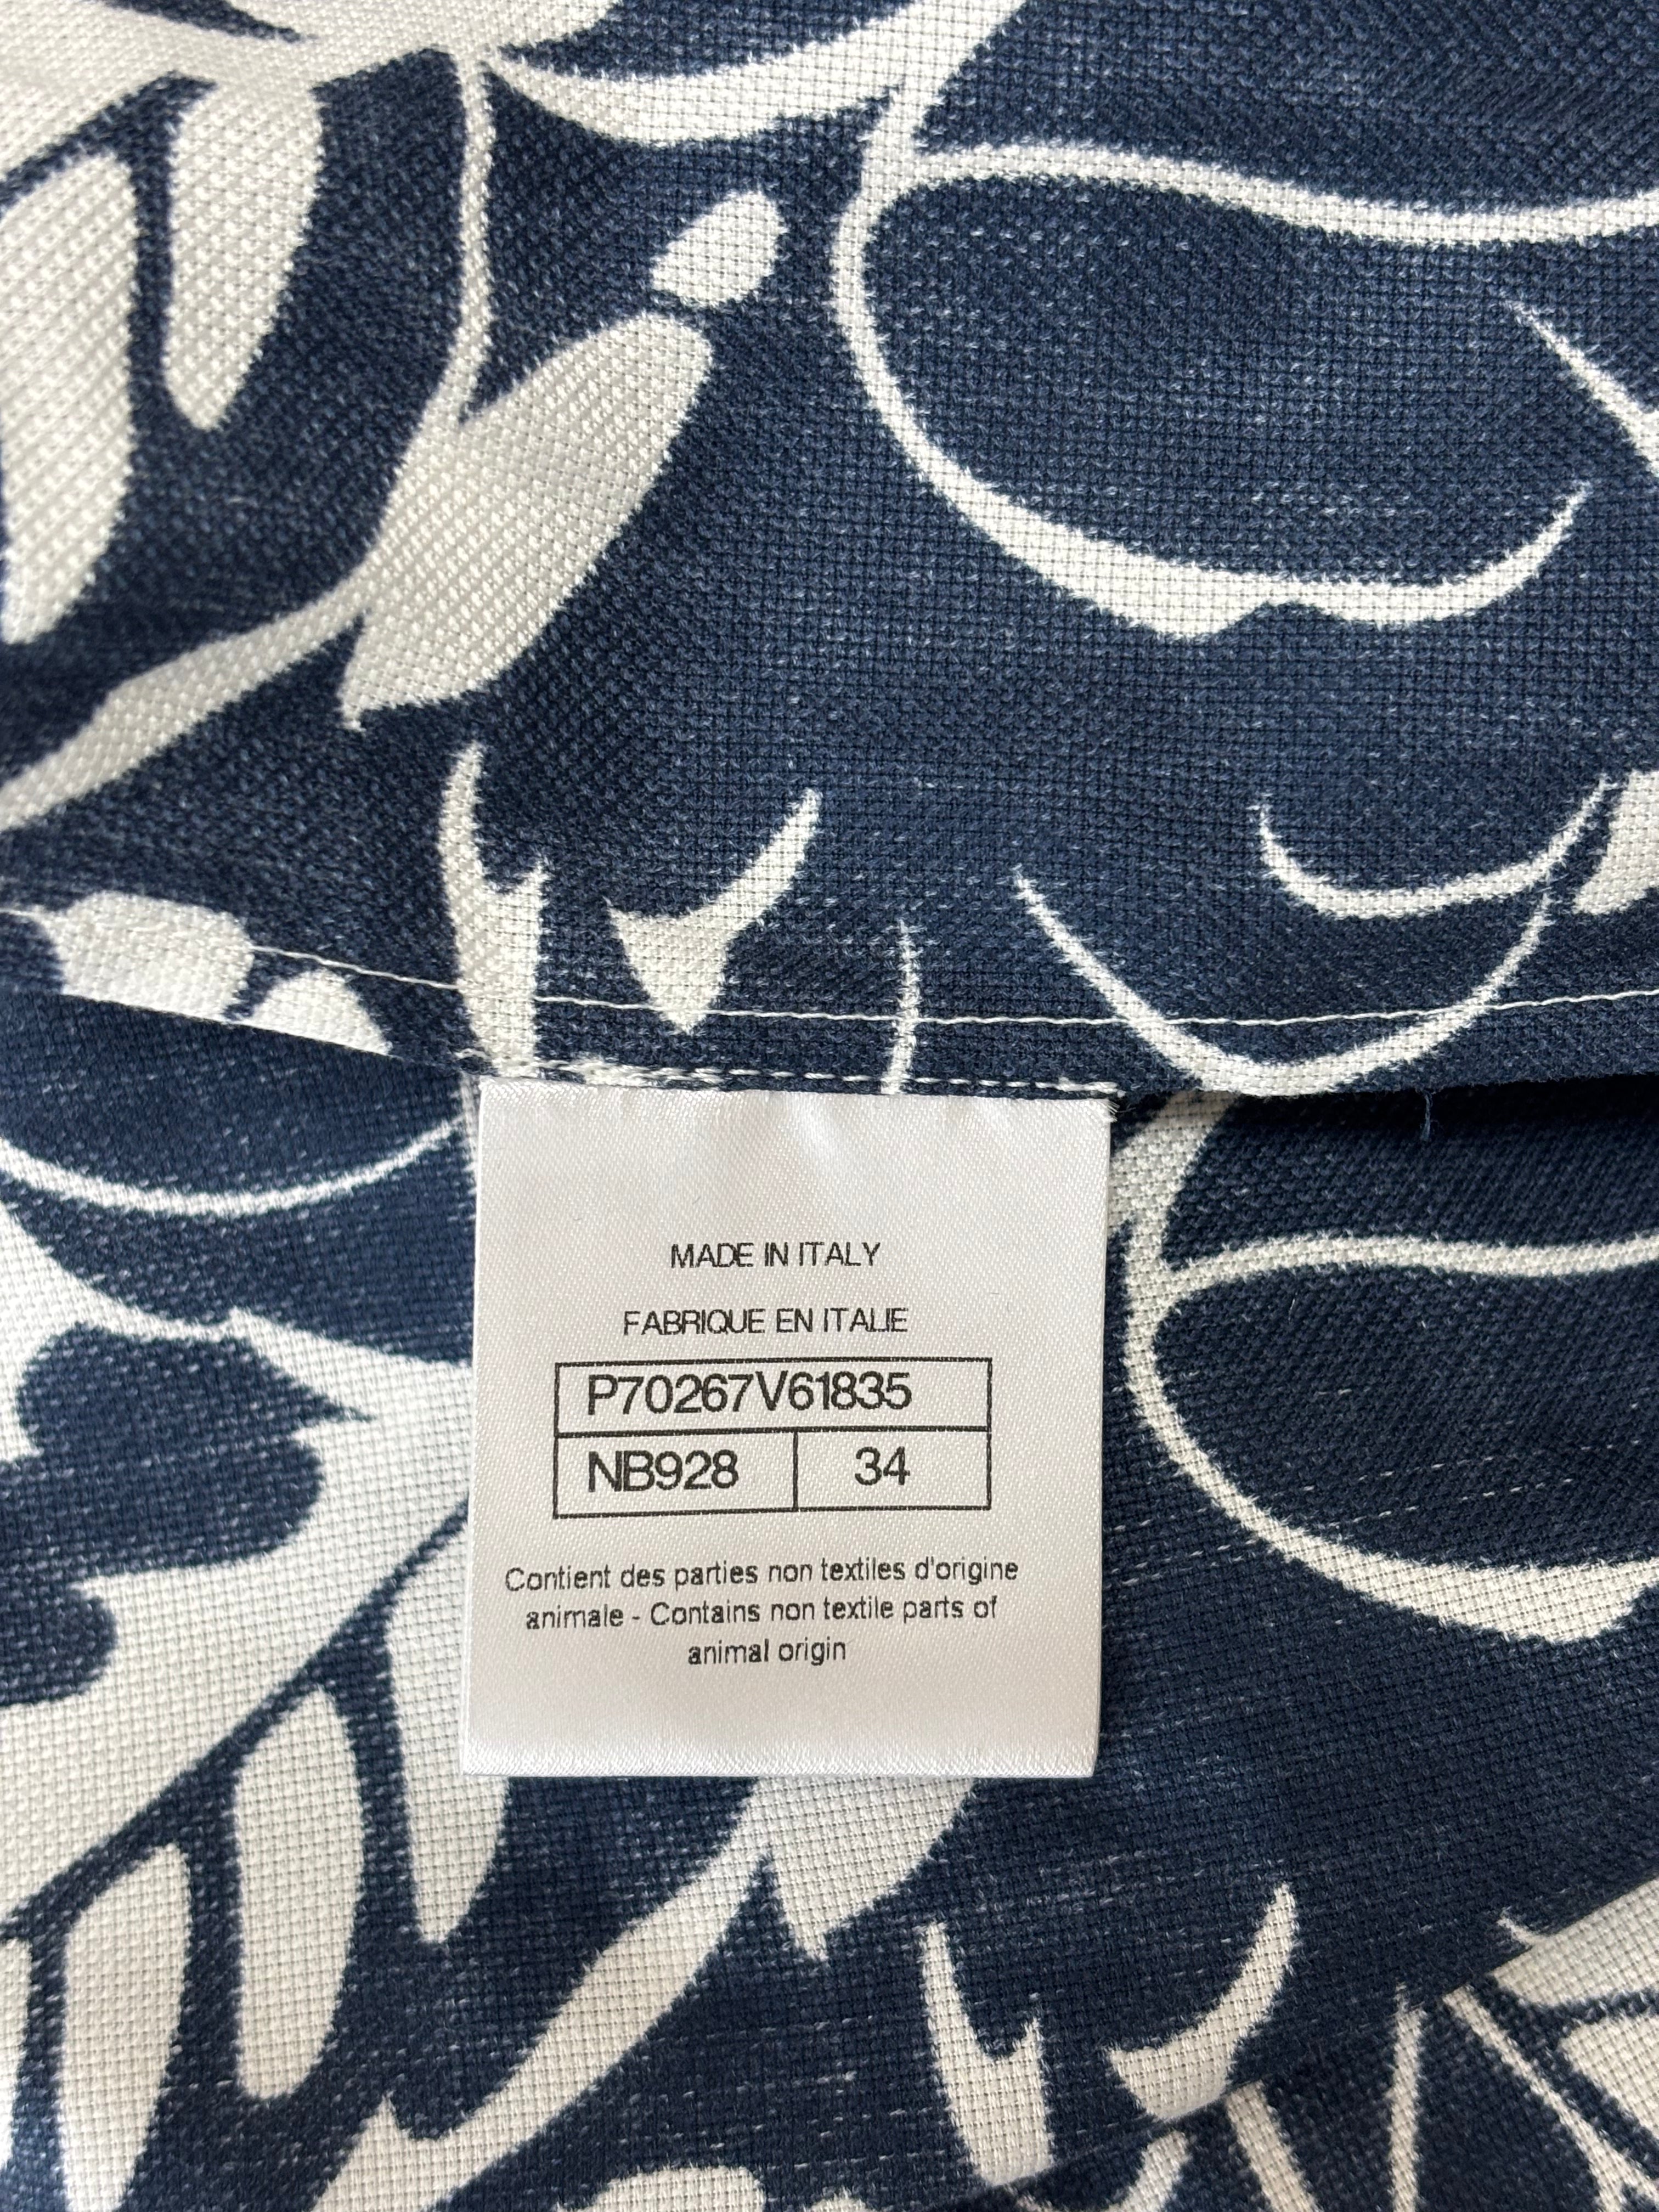 MADE IN ITALY
FABRIQUE EN ITALIE
P70267V61835
NB928 34
Contient des parties non textiles d'origine
animale - Contains non textile parts of
animal origin